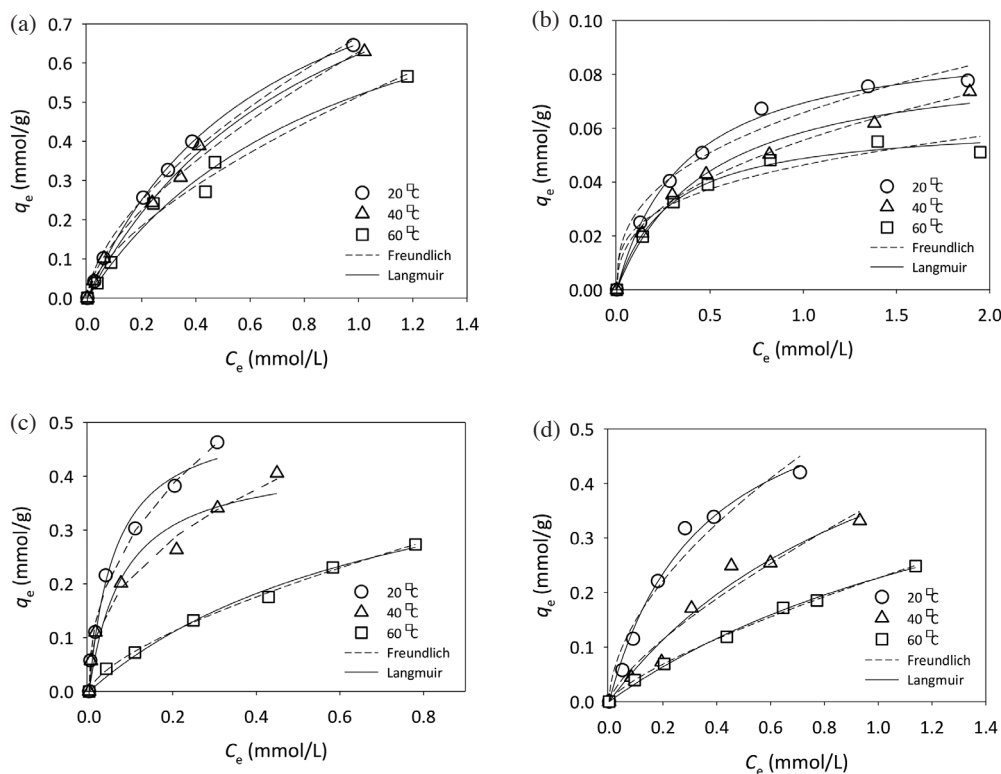 (a)
0.7
0.6
0.5
0.4
0.3
0.2
0.1
0.0
qe (mmol/g)
20 °C
40 °C
60 °C
Freundlich
Langmuir
0.0 0.2 0.4 0.6 0.8 1.0 1.2 1.4
Ce (mmol/L)
(b)
0.10
0.08
0.06
0.04
0.02
0.00
qe (mmol/g)
20 °C
40 °C
60 °C
Freundlich
Langmuir
0.0 0.5 1.0 1.5 2.0
Ce (mmol/L)
(c)
0.5
0.4
0.3
0.2
0.1
0.0
qe (mmol/g)
20 °C
40 °C
60 °C
Freundlich
Langmuir
0.0 0.2 0.4 0.6 0.8
Ce (mmol/L)
(d)
0.5
0.4
0.3
0.2
0.1
0.0
qe (mmol/g)
20 °C
40 °C
60 °C
Freundlich
Langmuir
0.0 0.2 0.4 0.6 0.8 1.0 1.2 1.4
Ce (mmol/L)